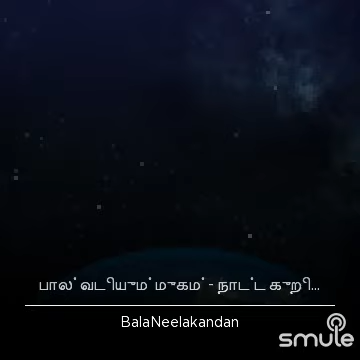 பால் வடியும் முகம் - நாட்ட குறி...
BalaNeelakandan
smule